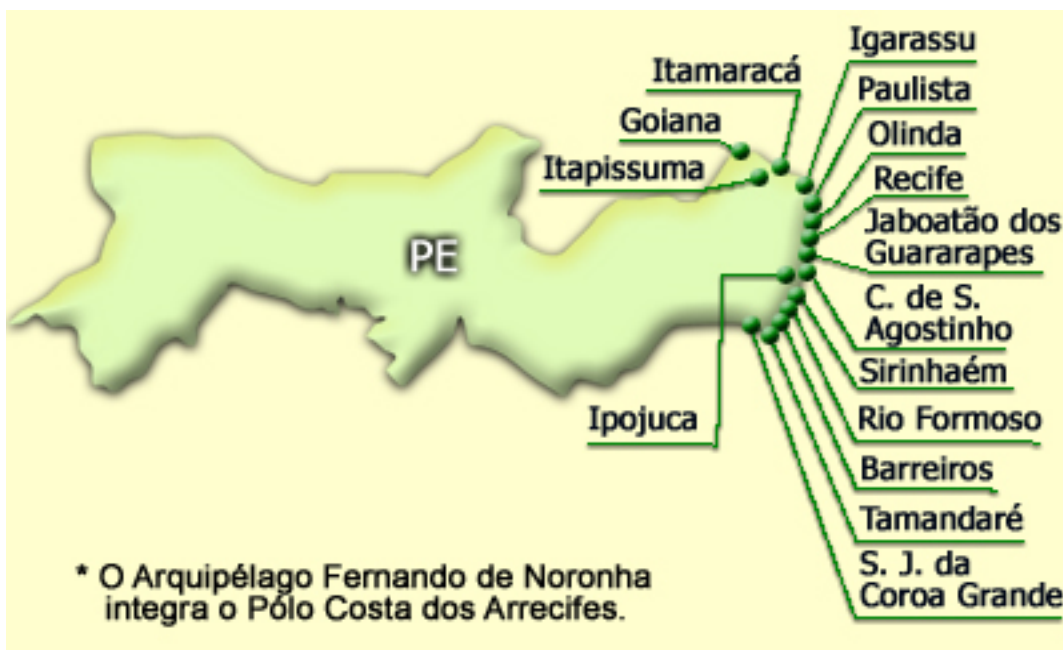 Igarassu
Itamaracá
Paulista
Goiana
Olinda
Itapissuma
Recife
Jaboatão dos
Guararapes
PE
C. de S.
Agostinho
Sirinhaém
Ipojuca
Rio Formoso
Barreiros
Tamandaré
S. J. da
Coroa Grande
* O Arquipélago Fernando de Noronha
integra o Pólo Costa dos Arrecifes.